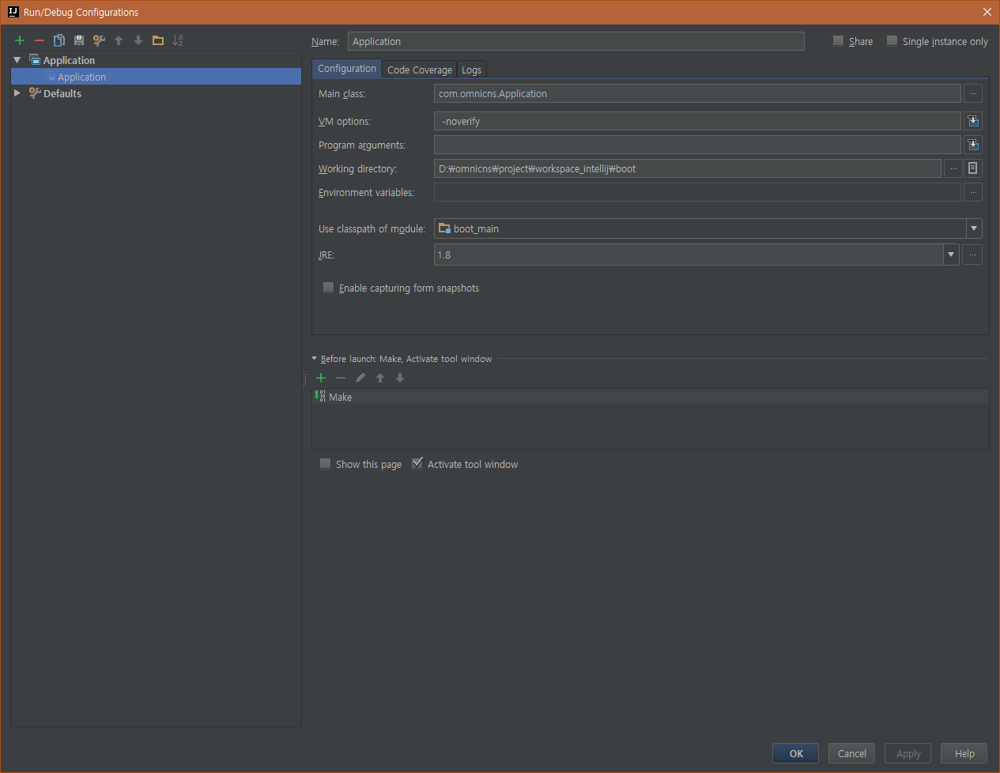 Run/Debug Configurations
Name: Application Share Single instance only
Application
Application
Defaults
Configuration Code Coverage Logs
Main class: com.omnicns.Application ...
VM options: -noverify
Program arguments:
Working directory: D:₩omnicns₩project₩workspace_intellij₩boot ...
Environment variables: ...
Use classpath of module: boot_main
JRE: 1.8 ...
Enable capturing form snapshots
Before launch: Make, Activate tool window
Make
Show this page Activate tool window
OK Cancel Apply Help